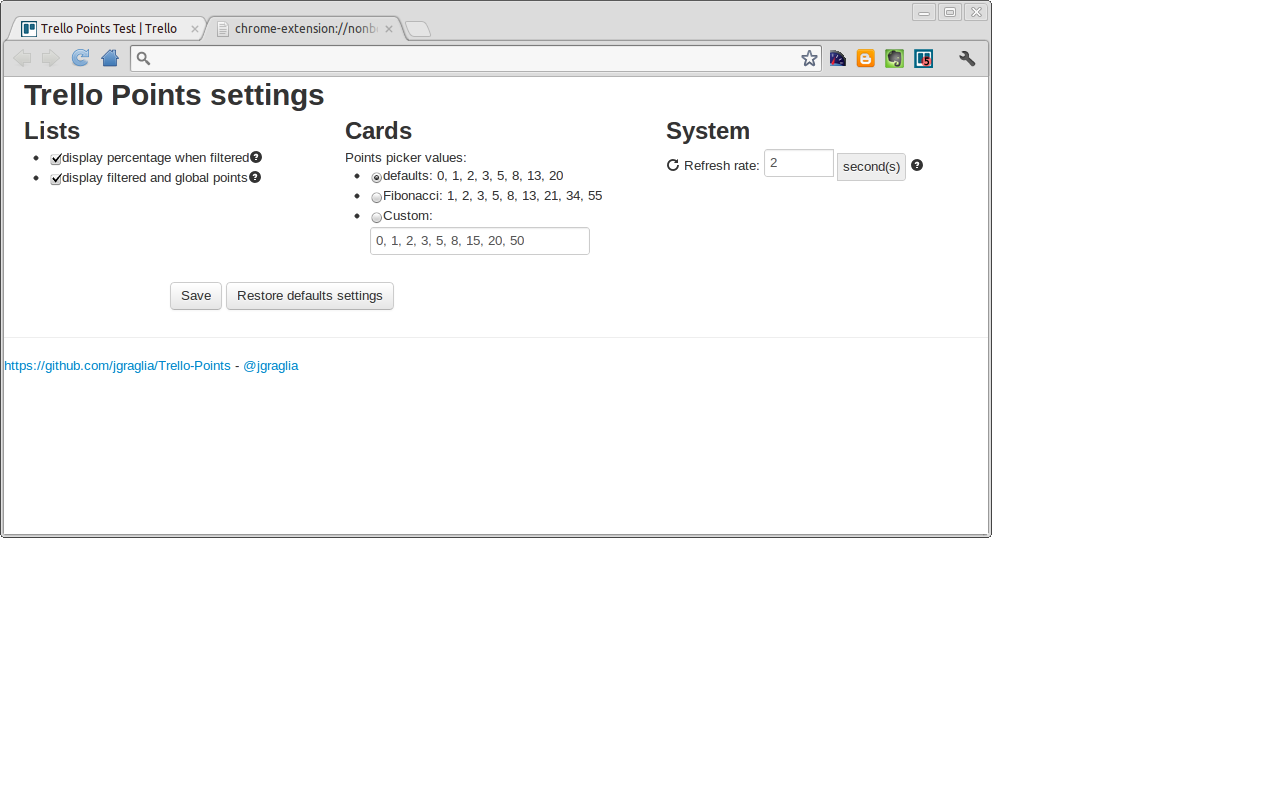 Trello Points Test | Trello
chrome-extension://nonb
5
Trello Points settings
Lists
display percentage when filtered
display filtered and global points
Cards
Points picker values:
defaults: 0, 1, 2, 3, 5, 8, 13, 20
Fibonacci: 1, 2, 3, 5, 8, 13, 21, 34, 55
Custom:
0, 1, 2, 3, 5, 8, 15, 20, 50
System
Refresh rate: 2 second(s)
Save Restore defaults settings
https://github.com/jgraglia/Trello-Points - @jgraglia